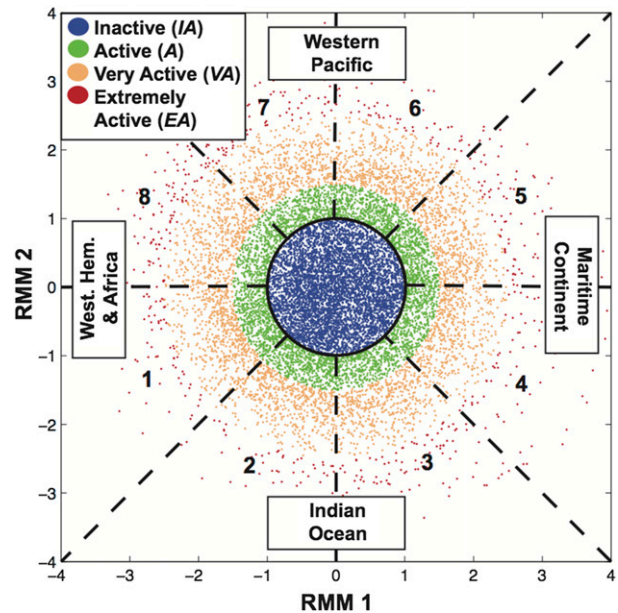 Inactive (IA)
Active (A)
Very Active (VA)
Extremely
Active (EA)
Western
Pacific
7
6
8
5
West. Hem.
& Africa
Maritime
Continent
1
4
2
3
Indian
Ocean
RMM 2
4
3
2
1
0
−1
−2
−3
−4
−4
−3
−2
−1
0
1
2
3
4
RMM 1